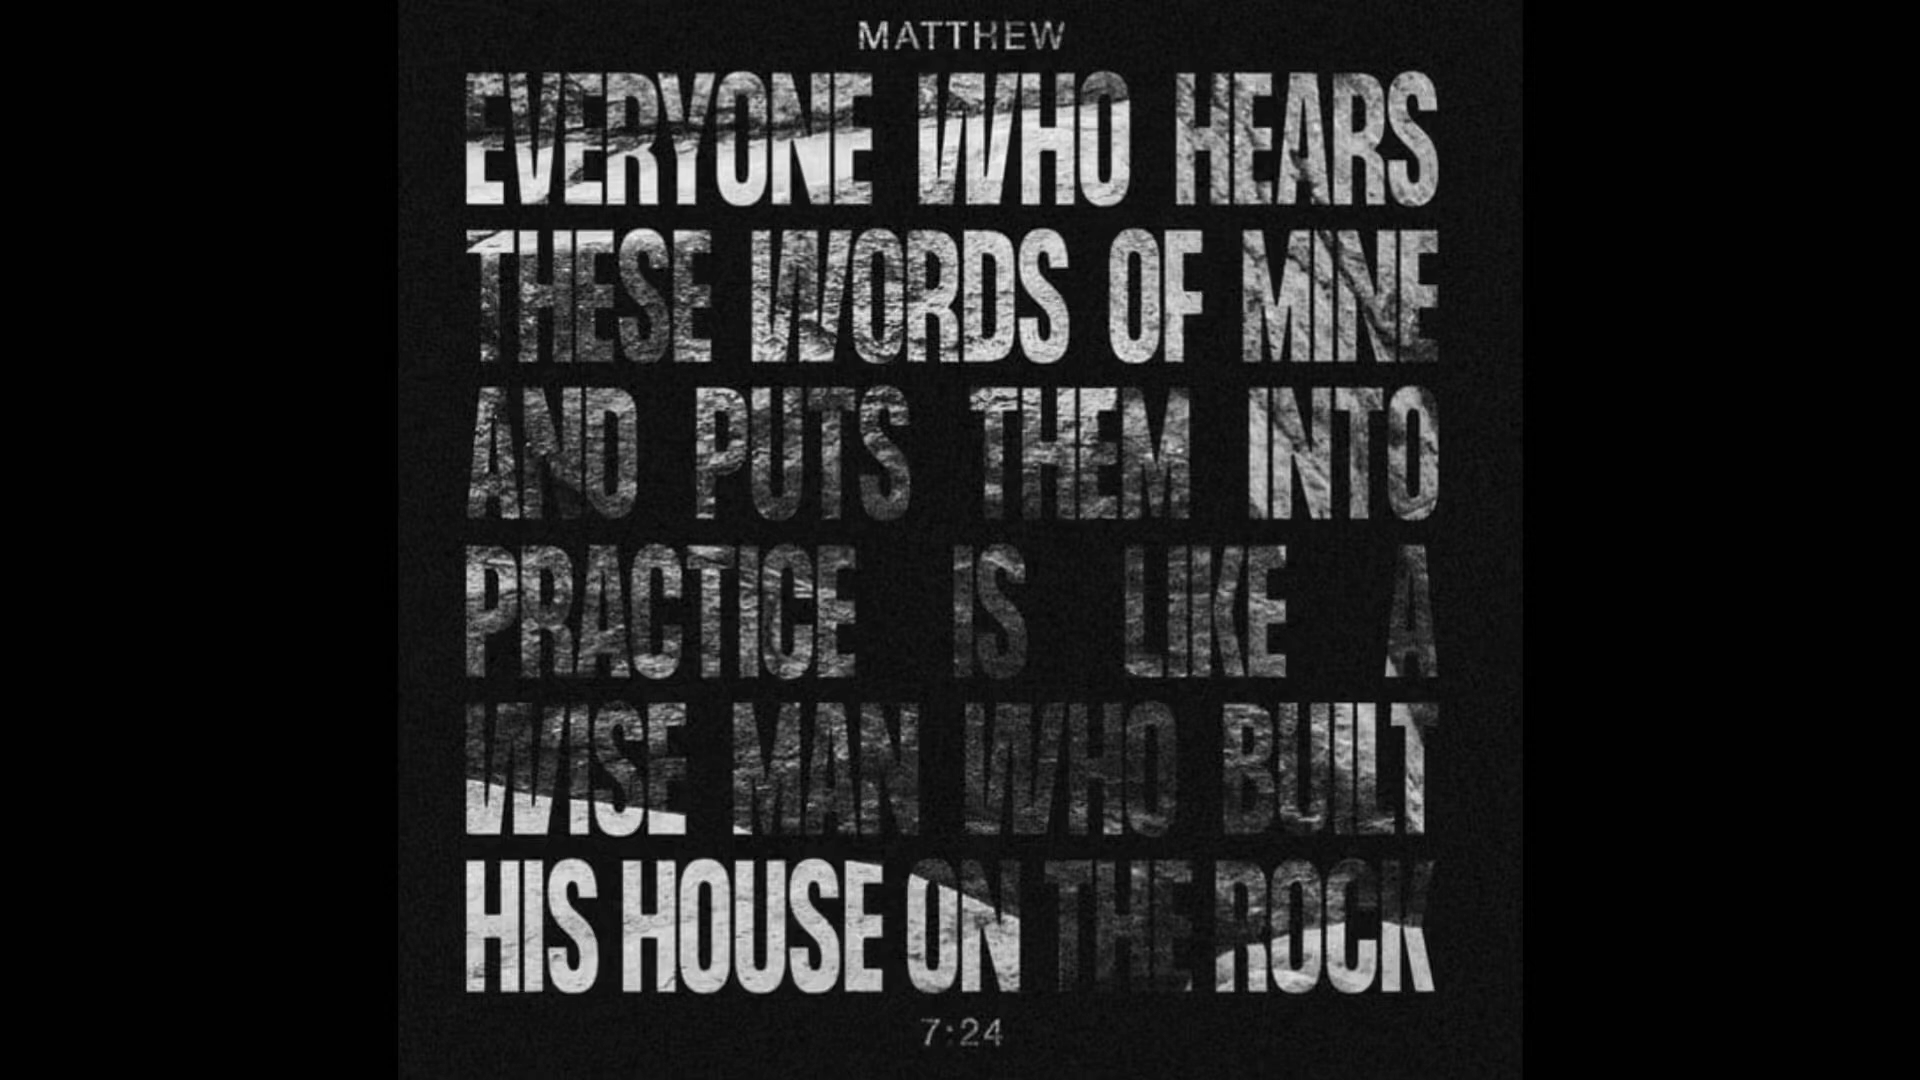 MATTHEW
EVERYONE WHO HEARS
THESE WORDS OF MINE
AND PUTS THEM INTO
PRACTICE IS LIKE A
WISE MAN WHO BUILT
HIS HOUSE ON THE ROCK
7:24